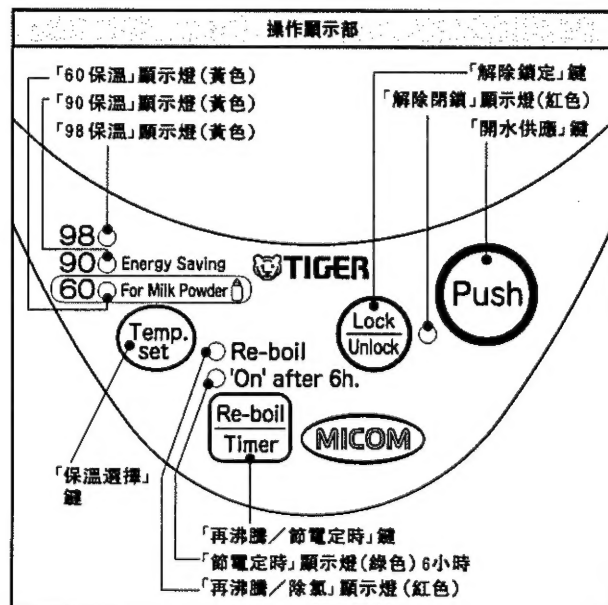 操作顯示部
「60保溫」顯示燈(黃色)
「90保溫」顯示燈(黃色)
「98保溫」顯示燈(黃色)
「解除鎖定」鍵
「解除閉鎖」顯示燈(紅色)
「開水供應」鍵
98
90 Energy Saving
60 For Milk Powder
TIGER
Push
Lock
Unlock
Temp.
set
Re-boil
'On' after 6h.
Re-boil
Timer
MICOM
「保溫選擇」
鍵
「再沸騰/節電定時」鍵
「節電定時」顯示燈(綠色)6小時
「再沸騰/除氯」顯示燈(紅色)